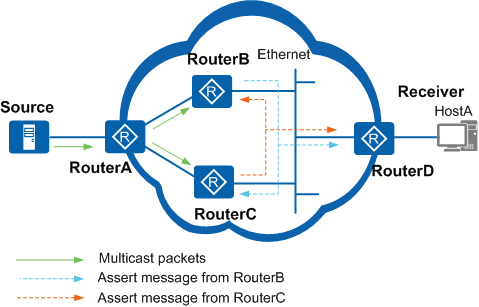 RouterB
Ethernet
R
Source
Receiver
HostA
R
R
RouterA
RouterD
R
RouterC
Multicast packets
Assert message from RouterB
Assert message from RouterC